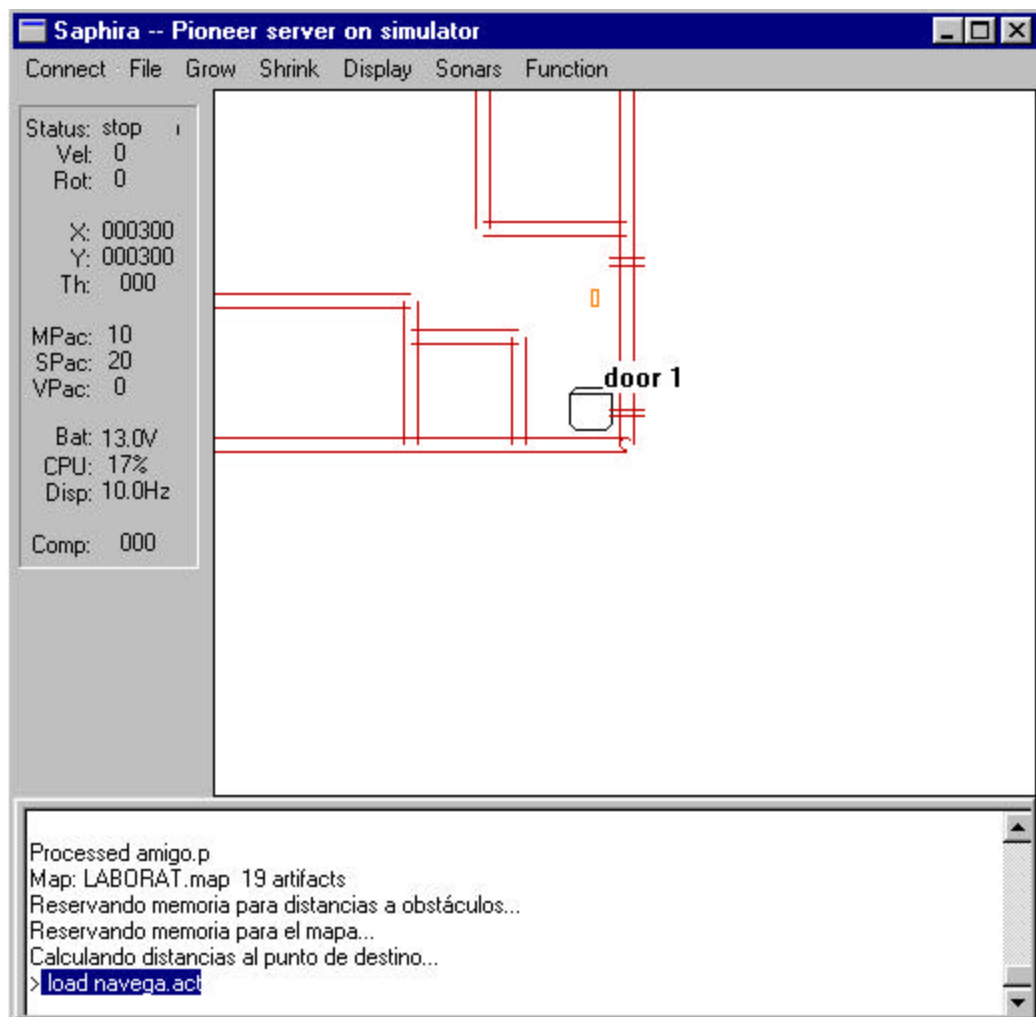 Saphira -- Pioneer server on simulator
Connect File Grow Shrink Display Sonars Function
Status: stop i
Vel: 0
Rot: 0
X: 000300
Y: 000300
Th: 000
MPac: 10
SPac: 20
VPac: 0
Bat: 13.0V
CPU: 17%
Disp: 10.0Hz
Comp: 000
door 1
Processed amigo.p
Map: LABORAT.map 19 artifacts
Reservando memoria para distancias a obstáculos...
Reservando memoria para el mapa...
Calculando distancias al punto de destino...
> load navega.act